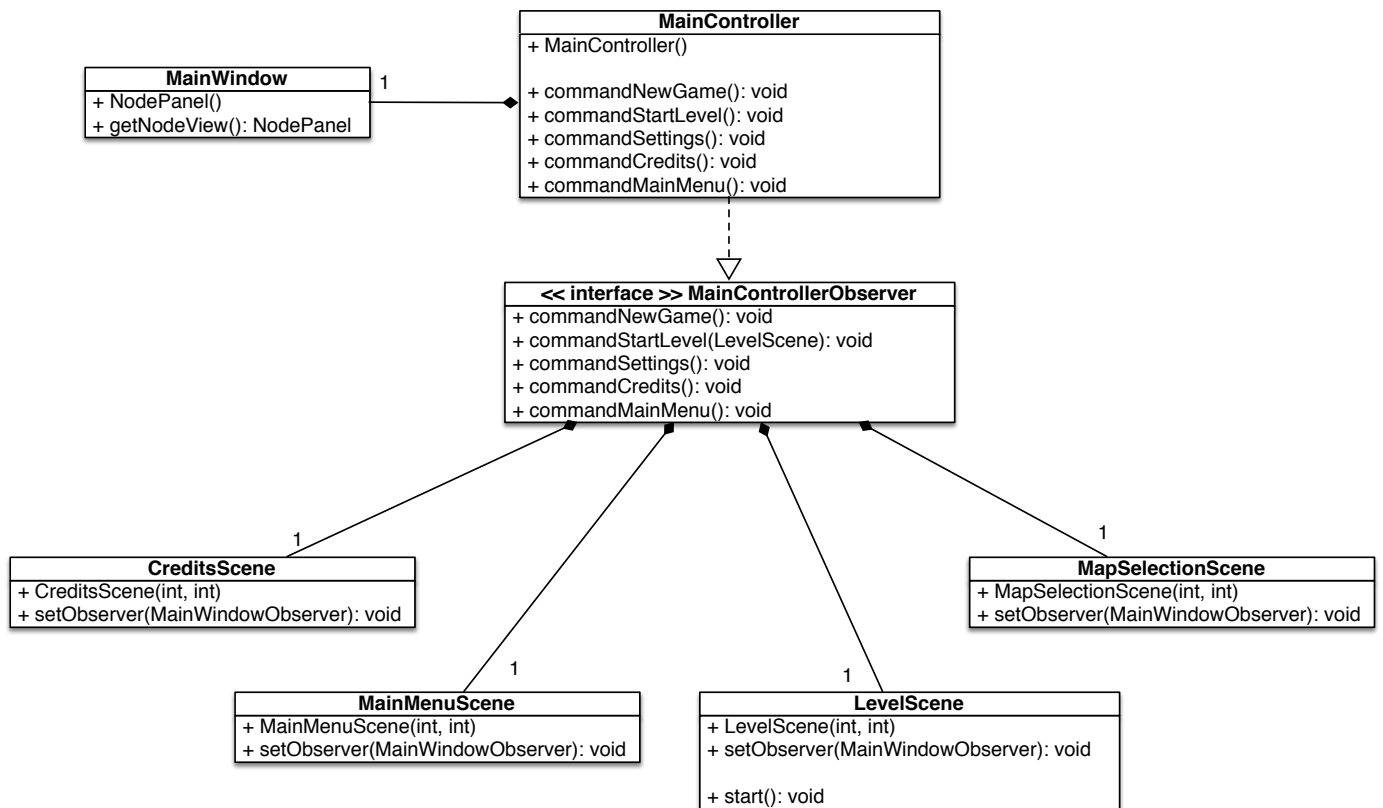 MainController
+ MainController()
+ commandNewGame(): void
+ commandStartLevel(): void
+ commandSettings(): void
+ commandCredits(): void
+ commandMainMenu(): void
MainWindow
+ NodePanel()
+ getNodeView(): NodePanel
1
<< interface >> MainControllerObserver
+ commandNewGame(): void
+ commandStartLevel(LevelScene): void
+ commandSettings(): void
+ commandCredits(): void
+ commandMainMenu(): void
1
CreditsScene
+ CreditsScene(int, int)
+ setObserver(MainWindowObserver): void
1
MapSelectionScene
+ MapSelectionScene(int, int)
+ setObserver(MainWindowObserver): void
1
MainMenuScene
+ MainMenuScene(int, int)
+ setObserver(MainWindowObserver): void
1
LevelScene
+ LevelScene(int, int)
+ setObserver(MainWindowObserver): void
+ start(): void